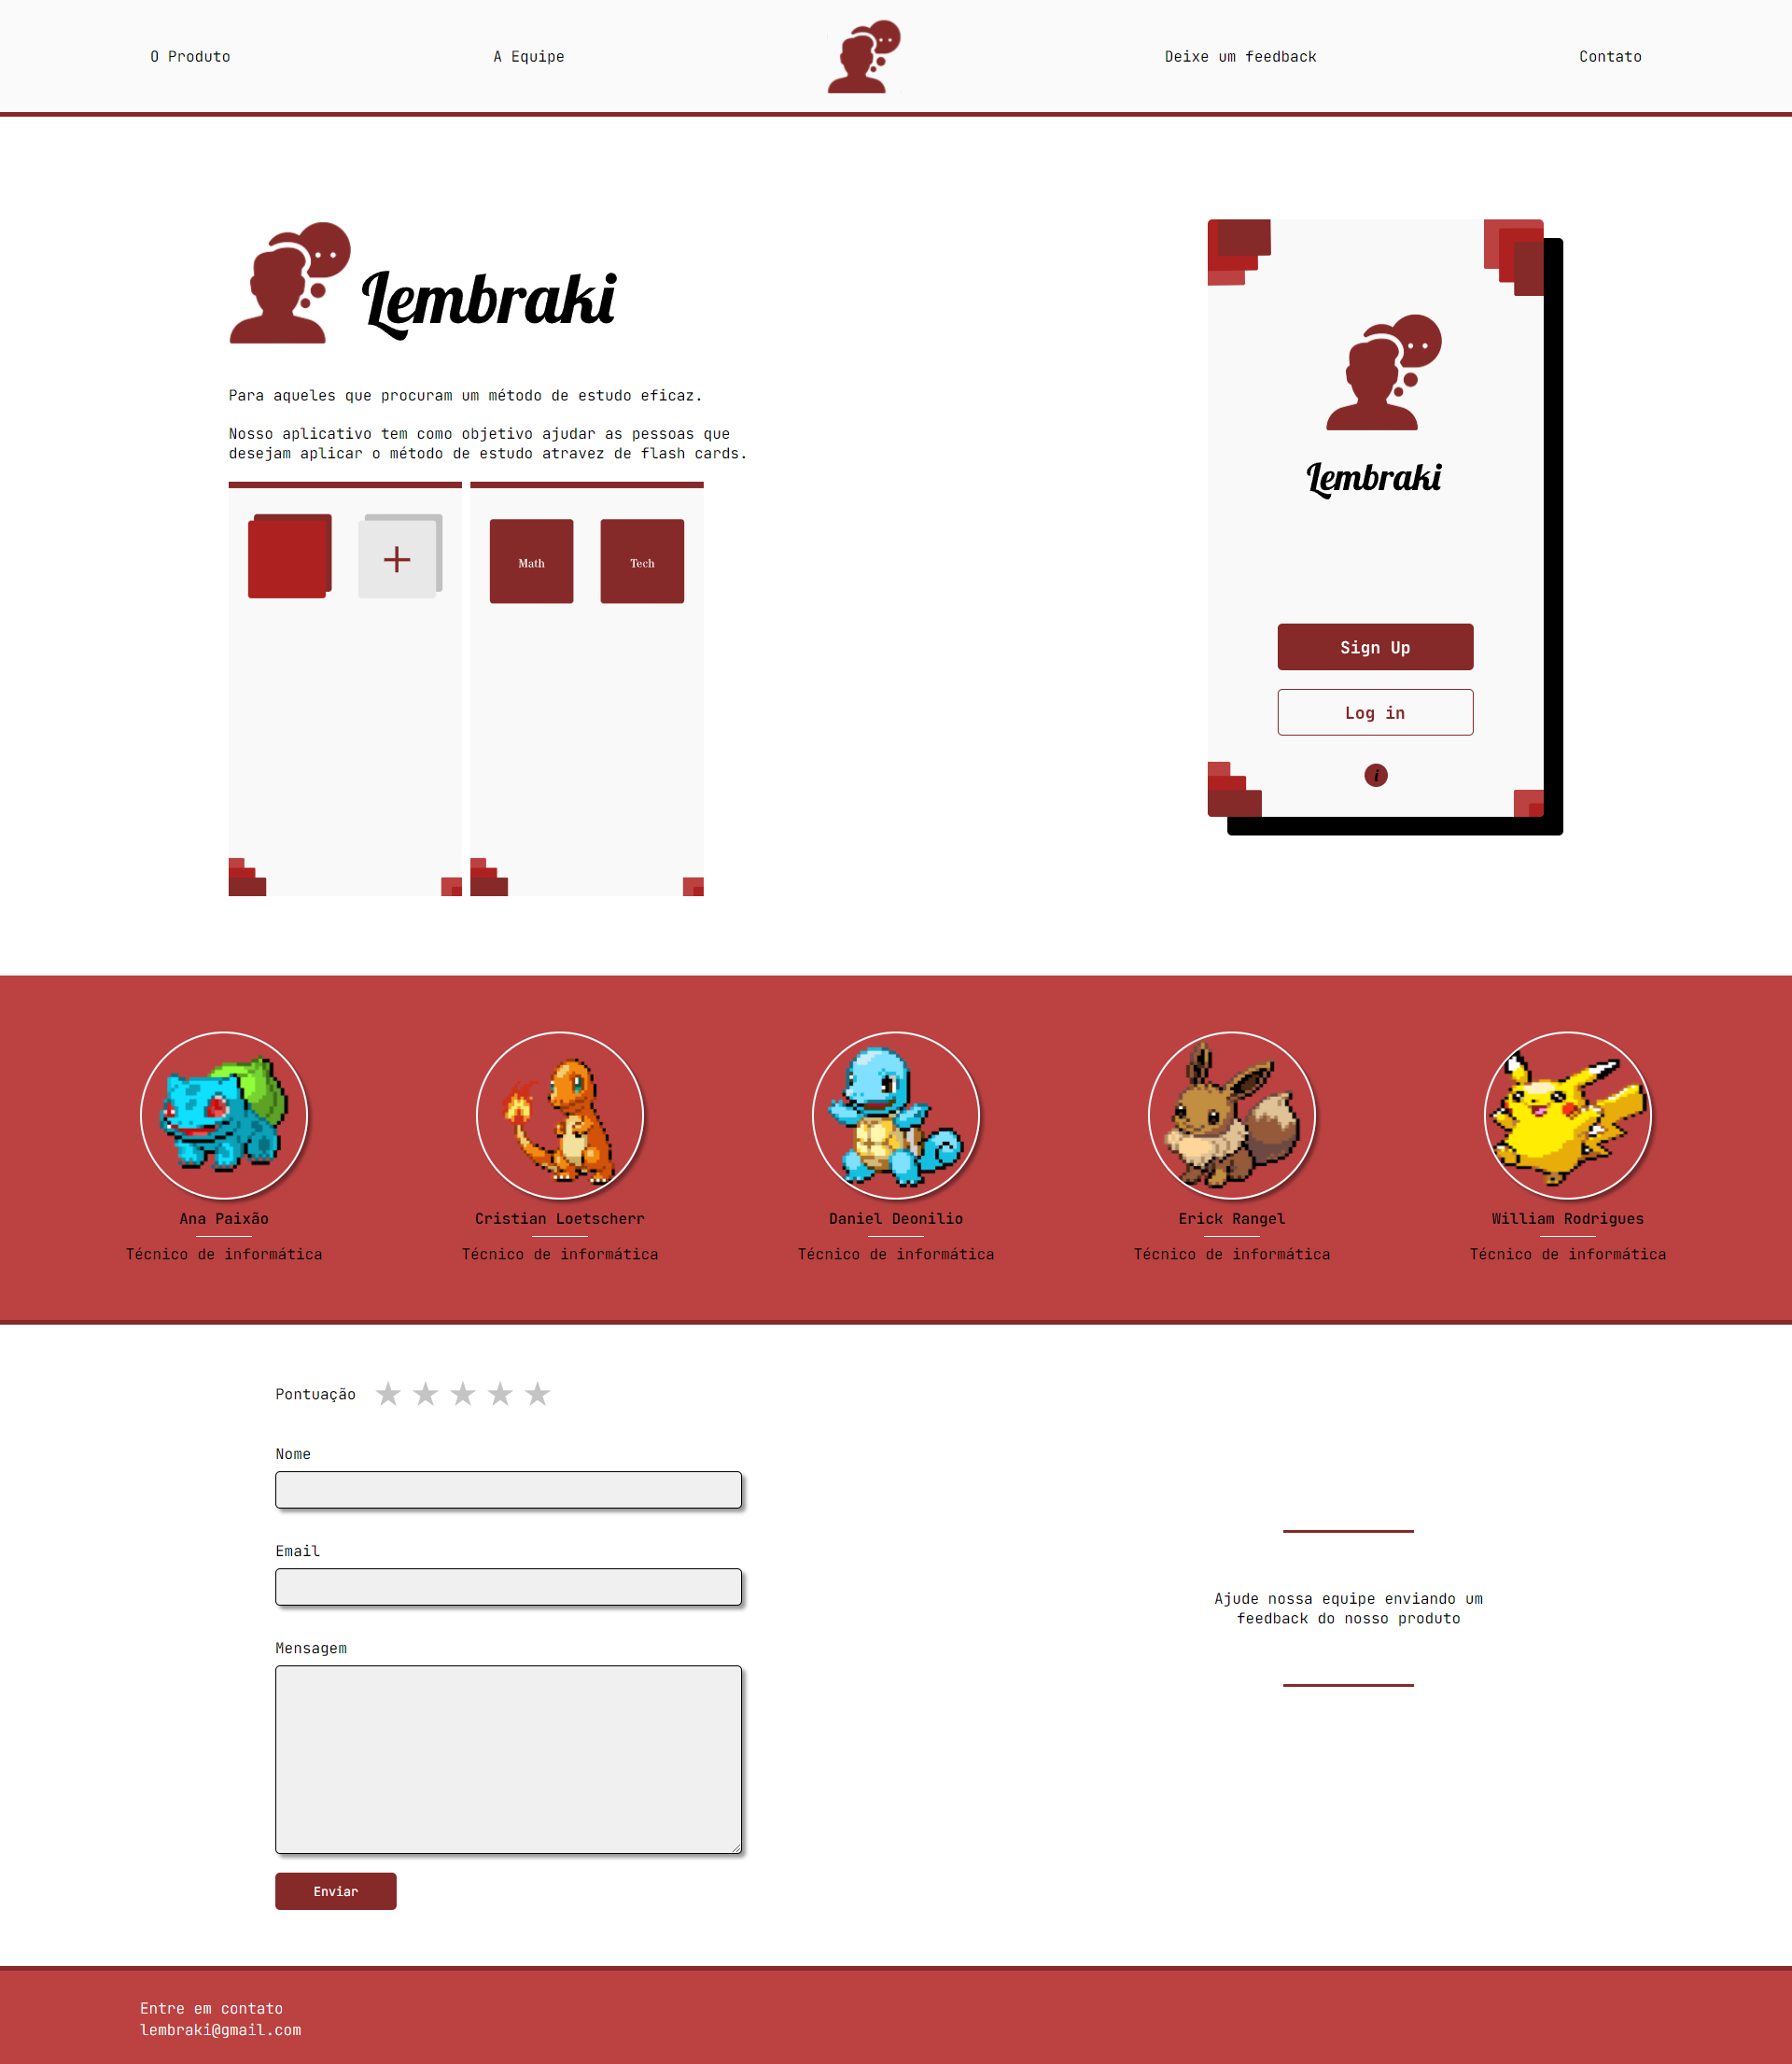 O Produto
A Equipe
Deixe um feedback
Contato
Lembraki
Para aqueles que procuram um método de estudo eficaz.
Nosso aplicativo tem como objetivo ajudar as pessoas que
desejam aplicar o método de estudo atravez de flash cards.
Math
Tech
Lembraki
Sign Up
Log in
i
Ana Paixão
Técnico de informática
Cristian Loetscherr
Técnico de informática
Daniel Deonilio
Técnico de informática
Erick Rangel
Técnico de informática
William Rodrigues
Técnico de informática
Pontuação
Nome
Email
Mensagem
Enviar
Ajude nossa equipe enviando um
feedback do nosso produto
Entre em contato
lembraki@gmail.com